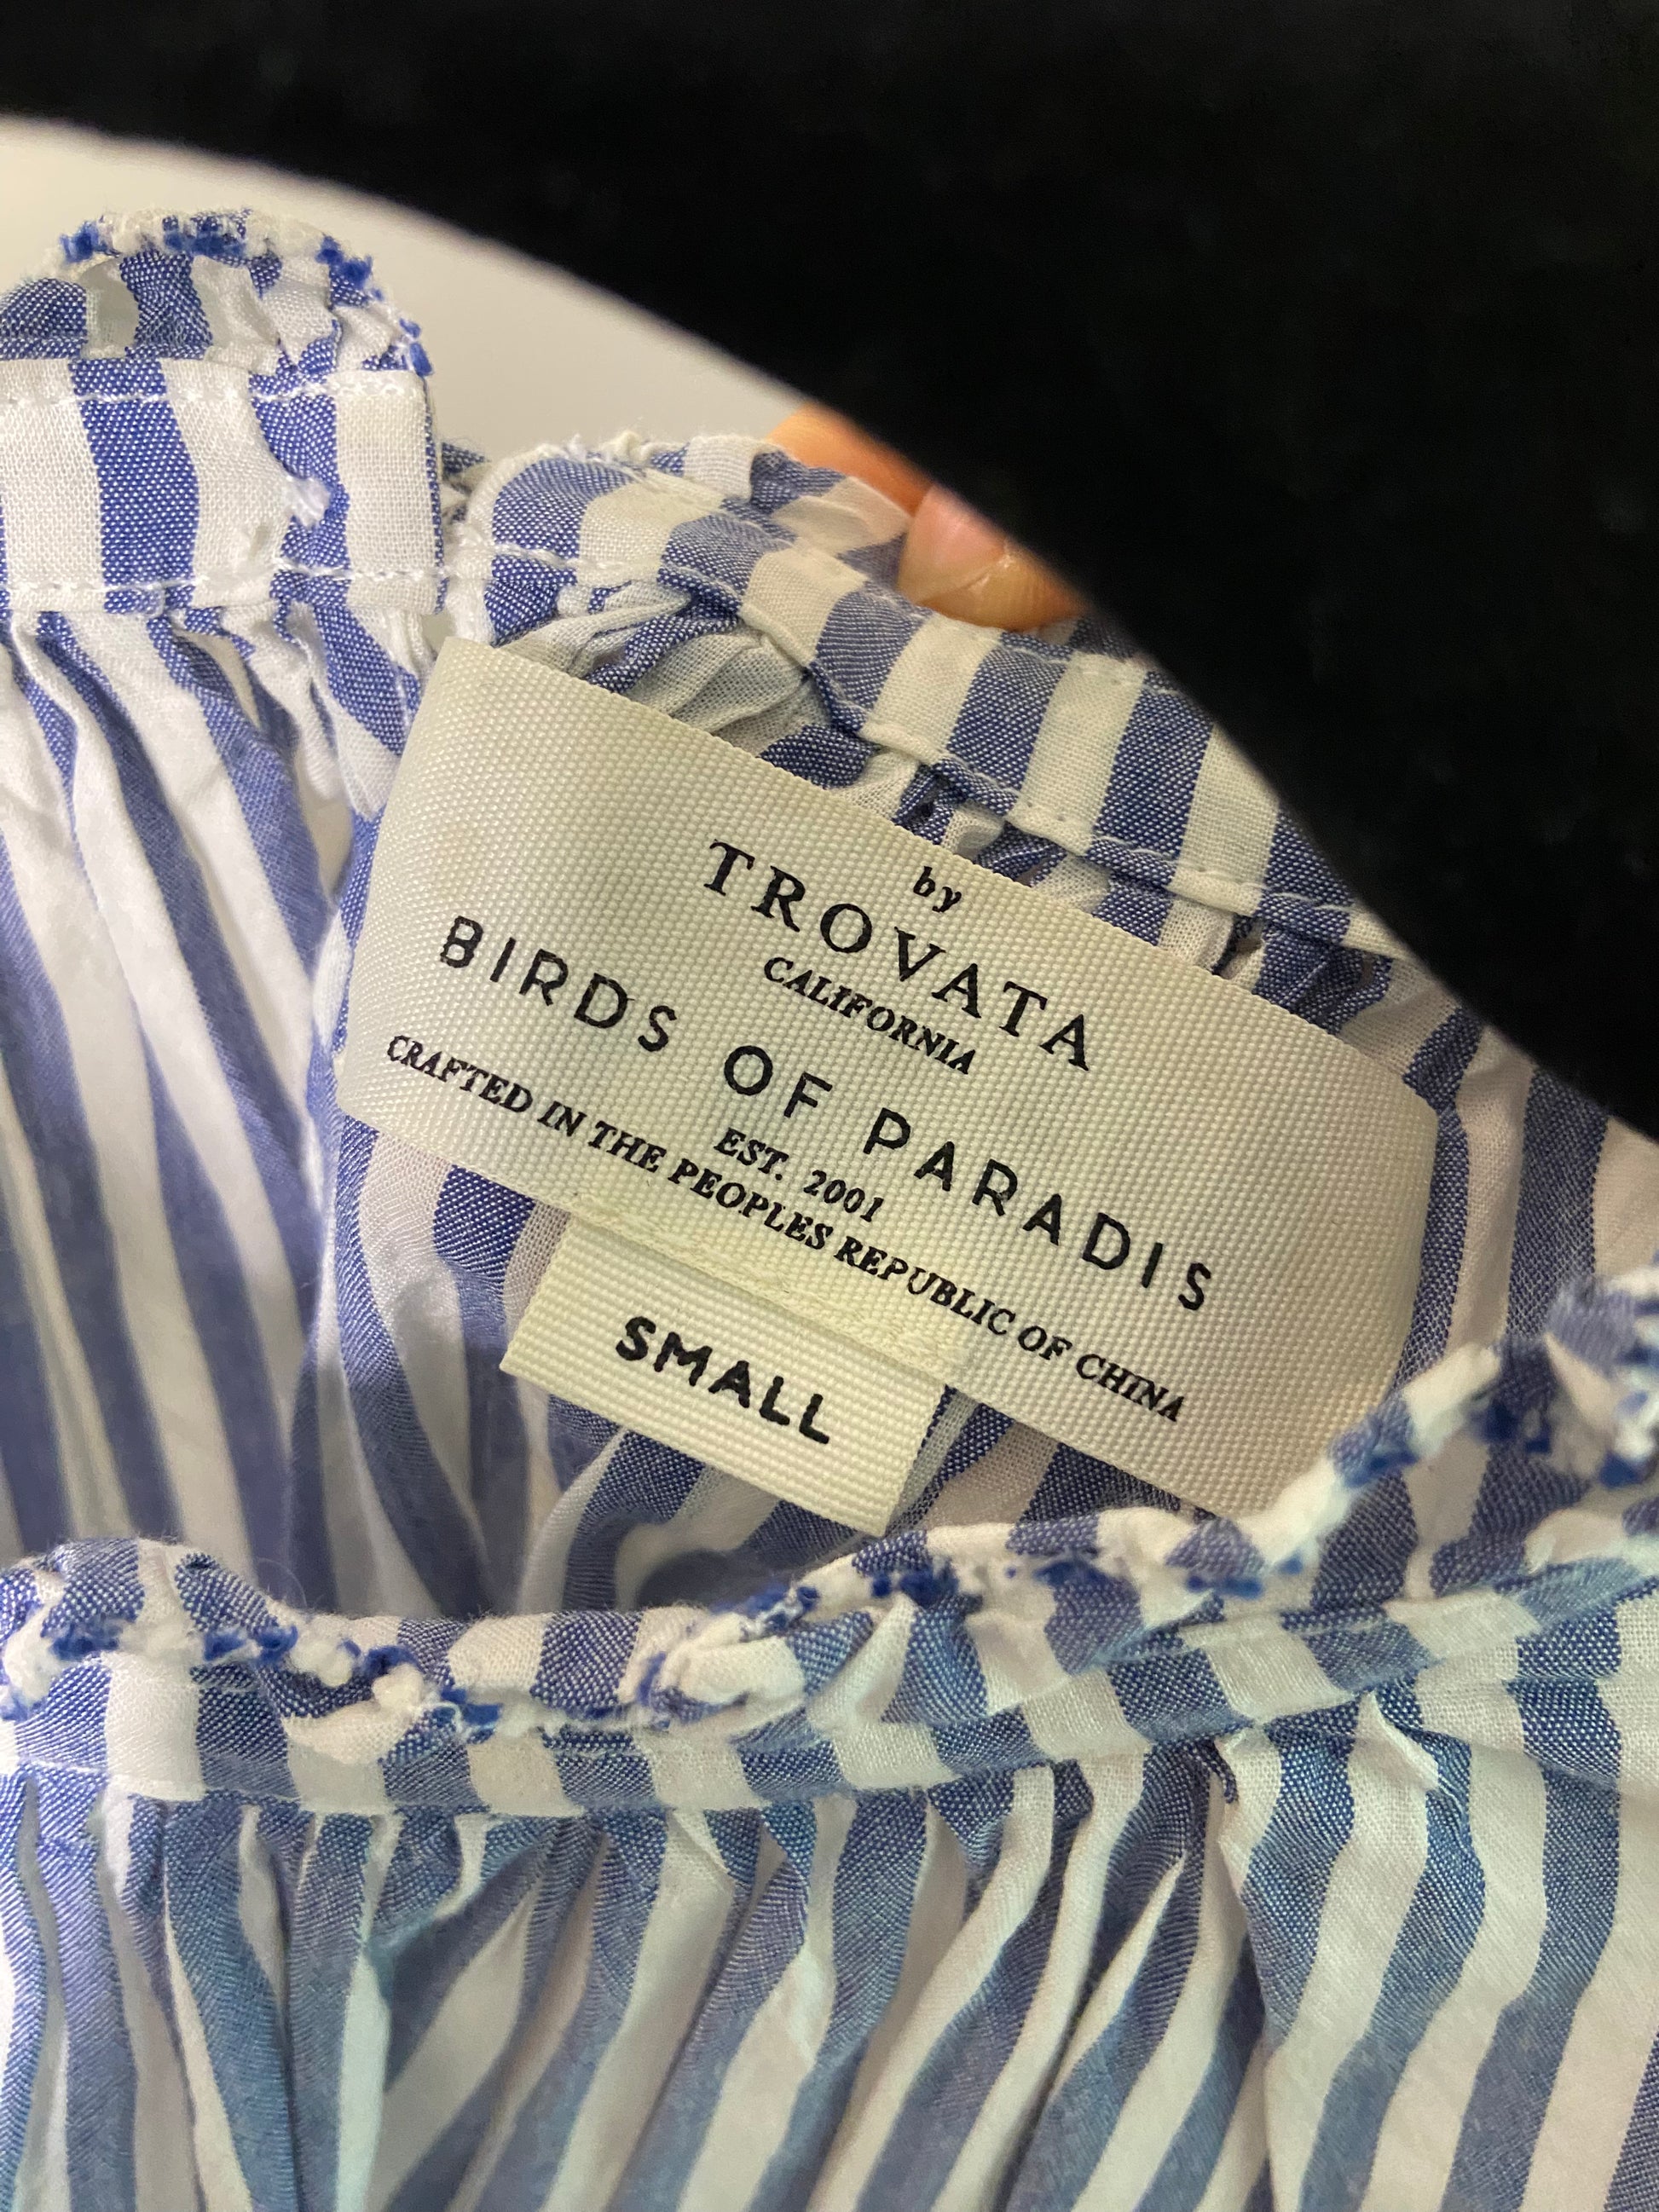 by
TROVATA
CALIFORNIA
BIRDS OF PARADIS
EST. 2001
CRAFTED IN THE PEOPLES REPUBLIC OF CHINA
SMALL